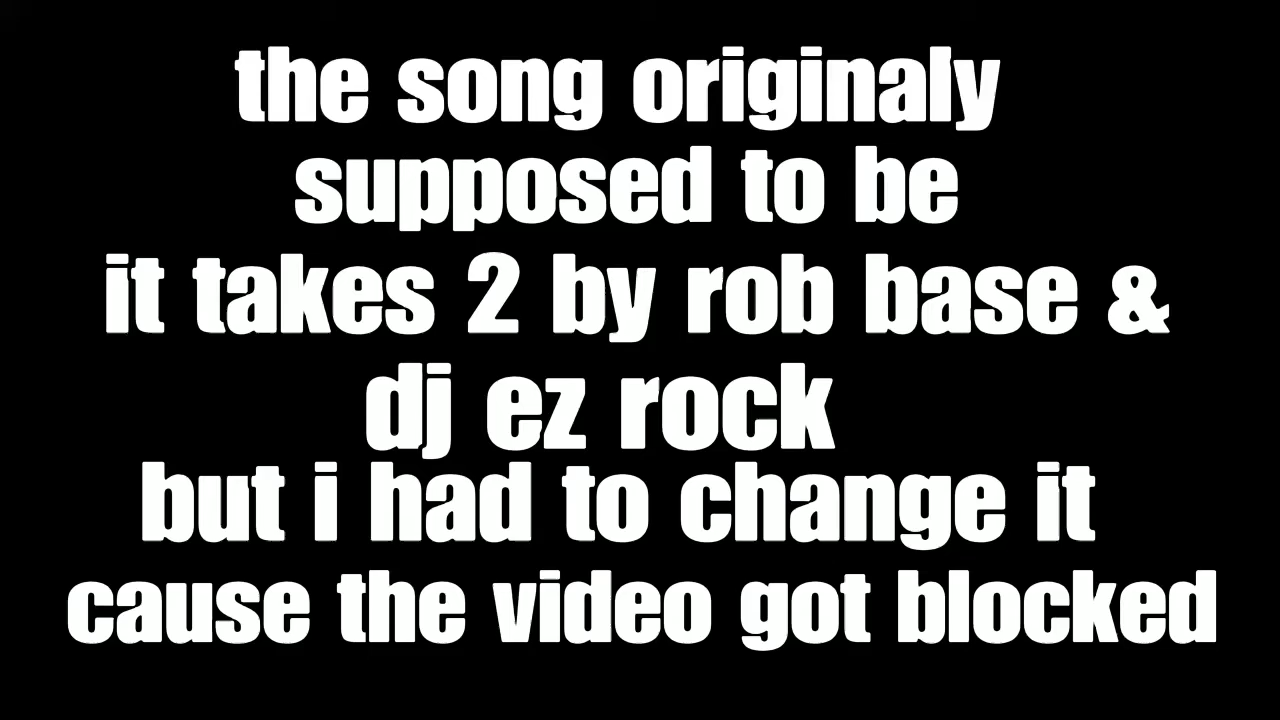 the song originaly
supposed to be
it takes 2 by rob base &
dj ez rock
but i had to change it
cause the video got blocked